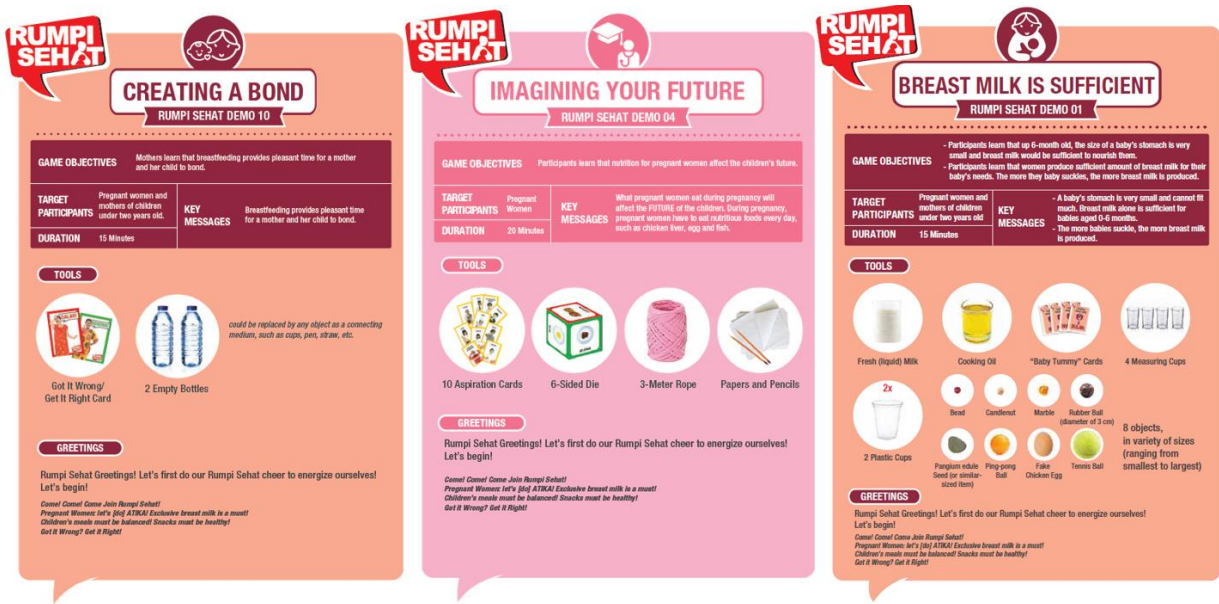 RUMPI
SEHAT
CREATING A BOND
RUMPI SEHAT DEMO 10
GAME OBJECTIVES
Mothers learn that breastfeeding provides pleasant time for a mother
and her child to bond.
TARGET
PARTICIPANTS
Pregnant women and
mothers of children
under two years old.
KEY
MESSAGES
Breastfeeding provides pleasant time
for a mother and her child to bond.
DURATION
15 Minutes
TOOLS
Got It Wrong/
Get It Right Card
2 Empty Bottles
could be replaced by any object as a connecting
medium, such as cups, pen, straw, etc.
GREETINGS
Rumpi Sehat Greetings! Let's first do our Rumpi Sehat cheer to energize ourselves!
Let's begin!
Come! Come! Come Join Rumpi Sehat!
Pregnant Women: let's [do] ATIKA! Exclusive breast milk is a must!
Children's meals must be balanced! Snacks must be healthy!
Got It Wrong? Get It Right!
RUMPI
SEHAT
IMAGINING YOUR FUTURE
RUMPI SEHAT DEMO 04
GAME OBJECTIVES
Participants learn that nutrition for pregnant women affect the children's future.
TARGET
PARTICIPANTS
Pregnant
Women
KEY
MESSAGES
What pregnant women eat during pregnancy will
affect the FUTURE of the children. During pregnancy,
pregnant women have to eat nutritious foods every day,
such as chicken liver, egg and fish.
DURATION
20 Minutes
TOOLS
10 Aspiration Cards
6-Sided Die
3-Meter Rope
Papers and Pencils
GREETINGS
Rumpi Sehat Greetings! Let's first do our Rumpi Sehat cheer to energize ourselves!
Let's begin!
Come! Come! Come Join Rumpi Sehat!
Pregnant Women: let's [do] ATIKA! Exclusive breast milk is a must!
Children's meals must be balanced! Snacks must be healthy!
Got It Wrong? Get It Right!
RUMPI
SEHAT
BREAST MILK IS SUFFICIENT
RUMPI SEHAT DEMO 01
GAME OBJECTIVES
- Participants learn that up 6-month old, the size of a baby's stomach is very
small and breast milk would be sufficient to nourish them.
- Participants learn that women produce sufficient amount of breast milk for their
baby's needs. The more they baby suckles, the more breast milk is produced.
TARGET
PARTICIPANTS
Pregnant women and
mothers of children
under two years old
KEY
MESSAGES
- A baby's stomach is very small and cannot fit
much. Breast milk alone is sufficient for
babies aged 0-6 months.
- The more babies suckle, the more breast milk
is produced.
DURATION
15 Minutes
TOOLS
Fresh (liquid) Milk
Cooking Oil
"Baby Tummy" Cards
4 Measuring Cups
2x
2 Plastic Cups
Bead
Candlenut
Marble
Rubber Ball
(diameter of 3 cm)
Pangium edule
Seed (or similar-
sized item)
Ping-pong
Ball
Fake
Chicken Egg
Tennis Ball
8 objects,
in variety of sizes
(ranging from
smallest to largest)
GREETINGS
Rumpi Sehat Greetings! Let's first do our Rumpi Sehat cheer to energize ourselves!
Let's begin!
Come! Come! Come Join Rumpi Sehat!
Pregnant Women: let's [do] ATIKA! Exclusive breast milk is a must!
Children's meals must be balanced! Snacks must be healthy!
Got It Wrong? Get it Right!